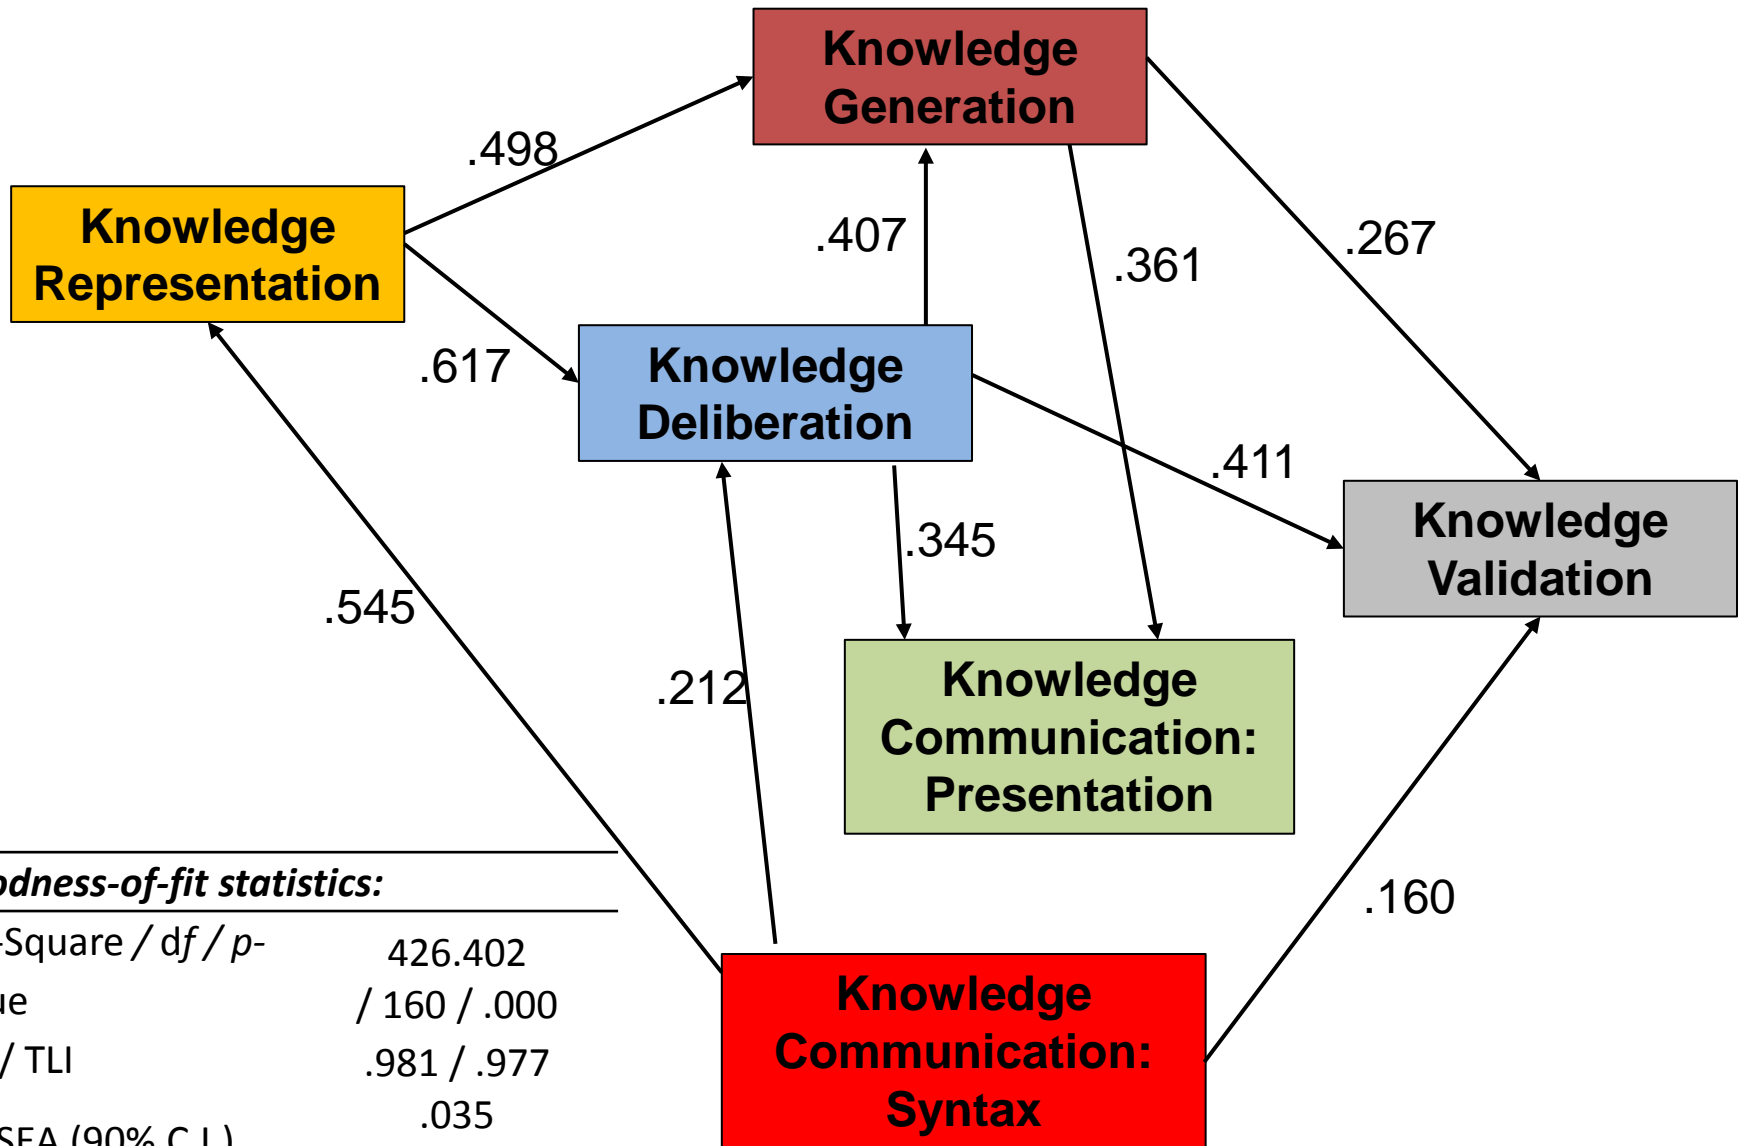 Knowledge
Generation
.498
Knowledge
Representation
.407
.267
.361
.617
Knowledge
Deliberation
.411
.345
Knowledge
Validation
.545
.212
Knowledge
Communication:
Presentation
odness-of-fit statistics:
-Square / df / p-
ue
426.402
/ 160 / .000
/ TLI
.981 / .977
.035
SEA (90% C.I.)
.160
Knowledge
Communication:
Syntax